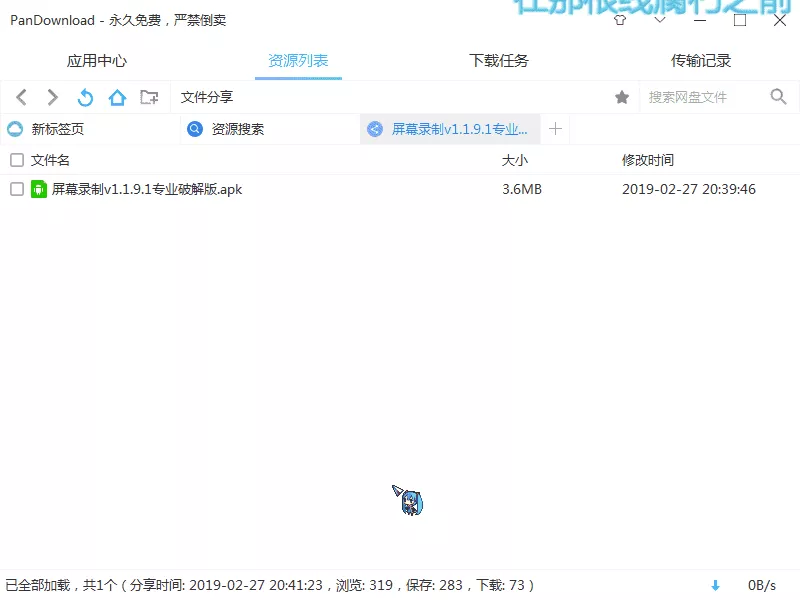 在那根线腐朽之前
PanDownload - 永久免费，严禁倒卖
应用中心 资源列表 下载任务 传输记录
文件分享 搜索网盘文件
新标签页 资源搜索 屏幕录制v1.1.9.1专业...
文件名 大小 修改时间
屏幕录制v1.1.9.1专业破解版.apk 3.6MB 2019-02-27 20:39:46
已全部加载，共1个 ( 分享时间: 2019-02-27 20:41:23，浏览: 319，保存: 283，下载: 73 ) 0B/s